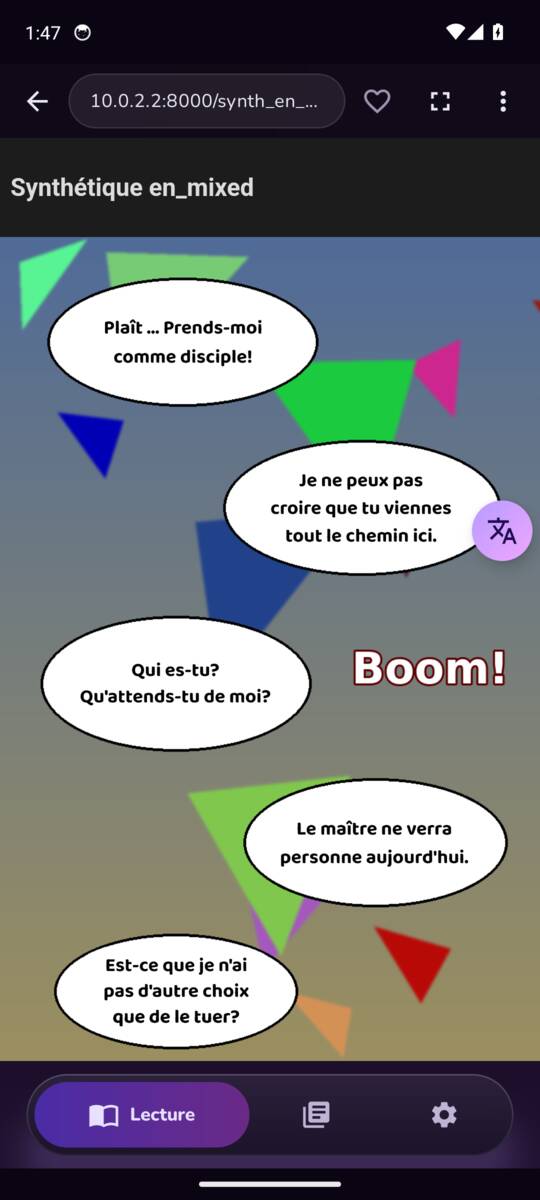 1:47
10.0.2.2:8000/synth_en_...
Synthétique en_mixed
Plaît ... Prends-moi
comme disciple!
Je ne peux pas
croire que tu viennes
tout le chemin ici.
Qui es-tu?
Qu'attends-tu de moi?
Boom!
Le maître ne verra
personne aujourd'hui.
Est-ce que je n'ai
pas d'autre choix
que de le tuer?
Lecture